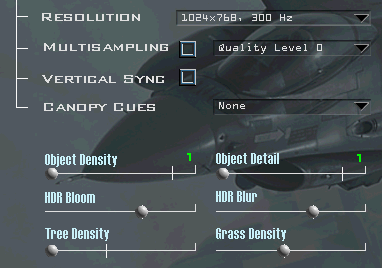 Resolution 1024x768, 300 Hz
Multisampling Quality Level 0
Vertical Sync
Canopy Cues None
Object Density 1 Object Detail 1
HDR Bloom HDR Blur
Tree Density Grass Density